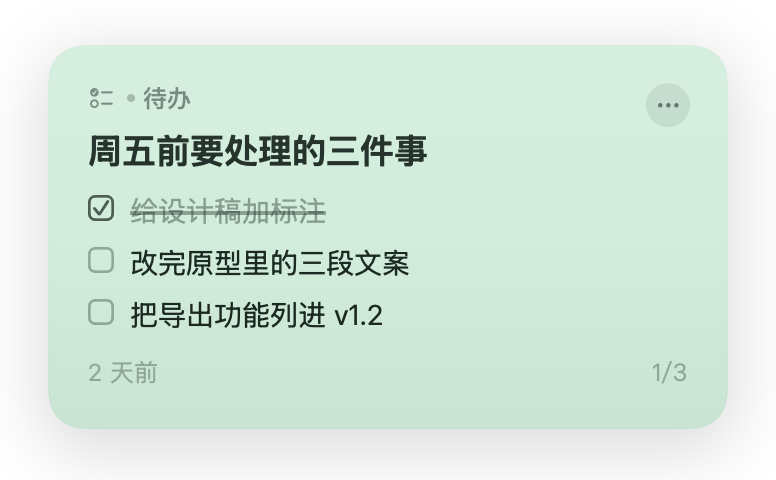 待办
周五前要处理的三件事
给设计稿加标注
改完原型里的三段文案
把导出功能列进 v1.2
2 天前 1/3